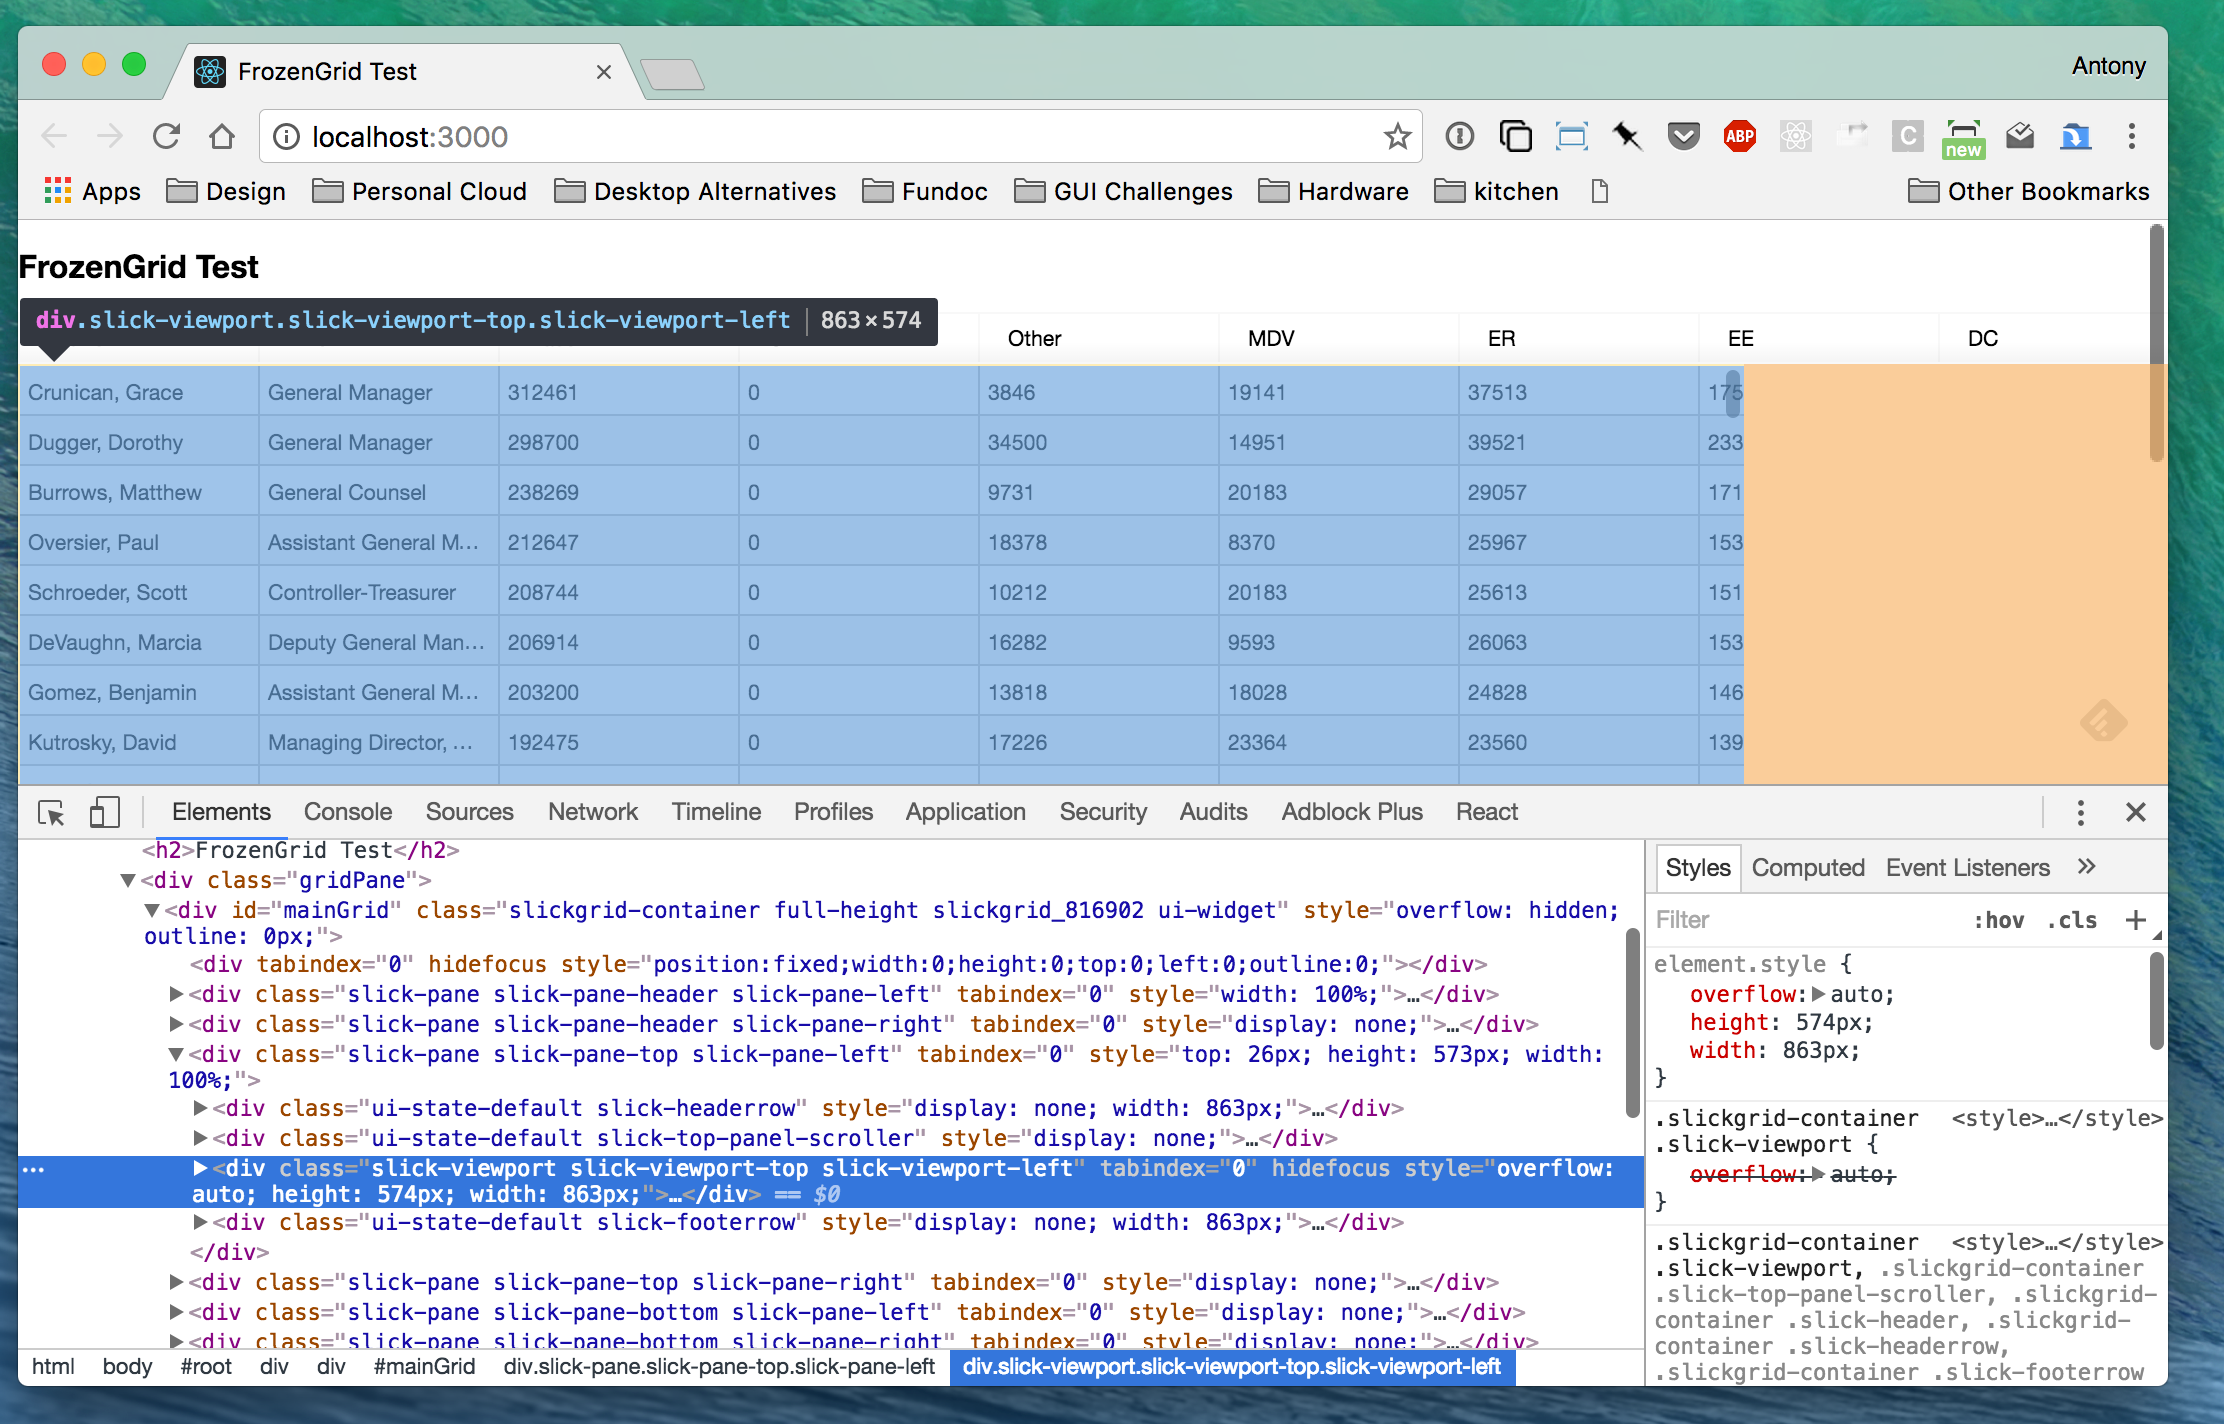 FrozenGrid Test
Antony
localhost:3000
ABP
C
new
Apps Design Personal Cloud Desktop Alternatives Fundoc GUI Challenges Hardware kitchen Other Bookmarks
FrozenGrid Test
div.slick-viewport.slick-viewport-top.slick-viewport-left 863×574
Other MDV ER EE DC
Crunican, Grace General Manager 312461 0 3846 19141 37513 175
Dugger, Dorothy General Manager 298700 0 34500 14951 39521 233
Burrows, Matthew General Counsel 238269 0 9731 20183 29057 171
Oversier, Paul Assistant General M... 212647 0 18378 8370 25967 153
Schroeder, Scott Controller-Treasurer 208744 0 10212 20183 25613 151
DeVaughn, Marcia Deputy General Man... 206914 0 16282 9593 26063 153
Gomez, Benjamin Assistant General M... 203200 0 13818 18028 24828 146
Kutrosky, David Managing Director, ... 192475 0 17226 23364 23560 139
Elements Console Sources Network Timeline Profiles Application Security Audits Adblock Plus React
<h2>FrozenGrid Test</h2>
<div class="gridPane">
<div id="mainGrid" class="slickgrid-container full-height slickgrid_816902 ui-widget" style="overflow: hidden;
outline: 0px;">
<div tabindex="0" hidefocus style="position:fixed;width:0;height:0;top:0;left:0;outline:0;"></div>
<div class="slick-pane slick-pane-header slick-pane-left" tabindex="0" style="width: 100%;">…</div>
<div class="slick-pane slick-pane-header slick-pane-right" tabindex="0" style="display: none;">…</div>
<div class="slick-pane slick-pane-top slick-pane-left" tabindex="0" style="top: 26px; height: 573px; width:
100%;">
<div class="ui-state-default slick-headerrow" style="display: none; width: 863px;">…</div>
<div class="ui-state-default slick-top-panel-scroller" style="display: none;">…</div>
... <div class="slick-viewport slick-viewport-top slick-viewport-left" tabindex="0" hidefocus style="overflow:
auto; height: 574px; width: 863px;">…</div> == $0
<div class="ui-state-default slick-footerrow" style="display: none; width: 863px;">…</div>
</div>
<div class="slick-pane slick-pane-top slick-pane-right" tabindex="0" style="display: none;">…</div>
<div class="slick-pane slick-pane-bottom slick-pane-left" tabindex="0" style="display: none;">…</div>
<div class="slick-pane slick-pane-bottom slick-pane-right" tabindex="0" style="display: none;">…</div>
html body #root div div #mainGrid div.slick-pane.slick-pane-top.slick-pane-left div.slick-viewport.slick-viewport-top.slick-viewport-left
Styles Computed Event Listeners »
Filter :hov .cls +
element.style {
overflow: auto;
height: 574px;
width: 863px;
}
.slickgrid-container <style>…</style>
.slick-viewport {
overflow: auto;
}
.slickgrid-container <style>…</style>
.slick-viewport, .slickgrid-container
.slick-top-panel-scroller, .slickgrid-
container .slick-header, .slickgrid-
container .slick-headerrow,
.slickgrid-container .slick-footerrow